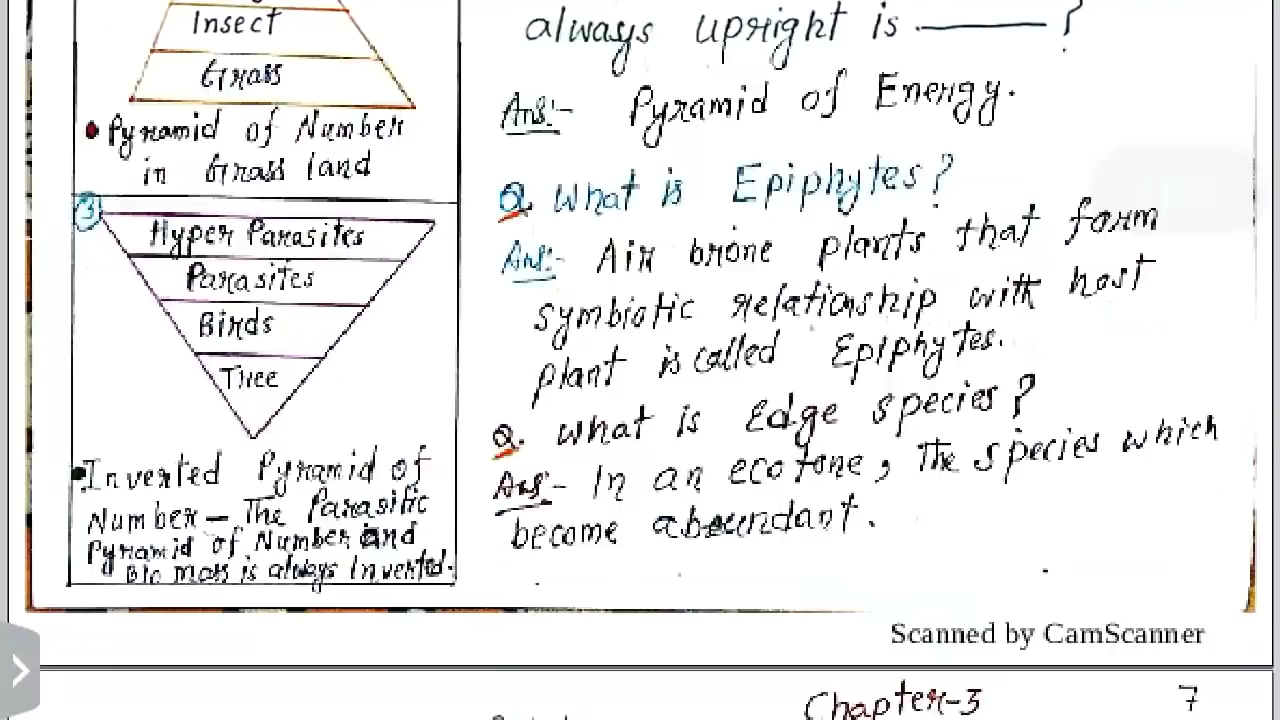 Insect
Grass
• Pyramid of Number
in Grass land
3
Hyper Parasites
Parasites
Birds
Tree
• Inverted Pyramid of
Number – The Parasitic
Pyramid of Number and
Bio mass is always Inverted.
always upright is ——— ?
Ans:- Pyramid of Energy.
Q. What is Epiphytes?
Ans:- Air brone plants that form
symbiotic relationship with host
plant is called Epiphytes.
Q. What is Edge species?
Ans- In an ecotone, The species which
become abundant.
Scanned by CamScanner
Chapter-3 7